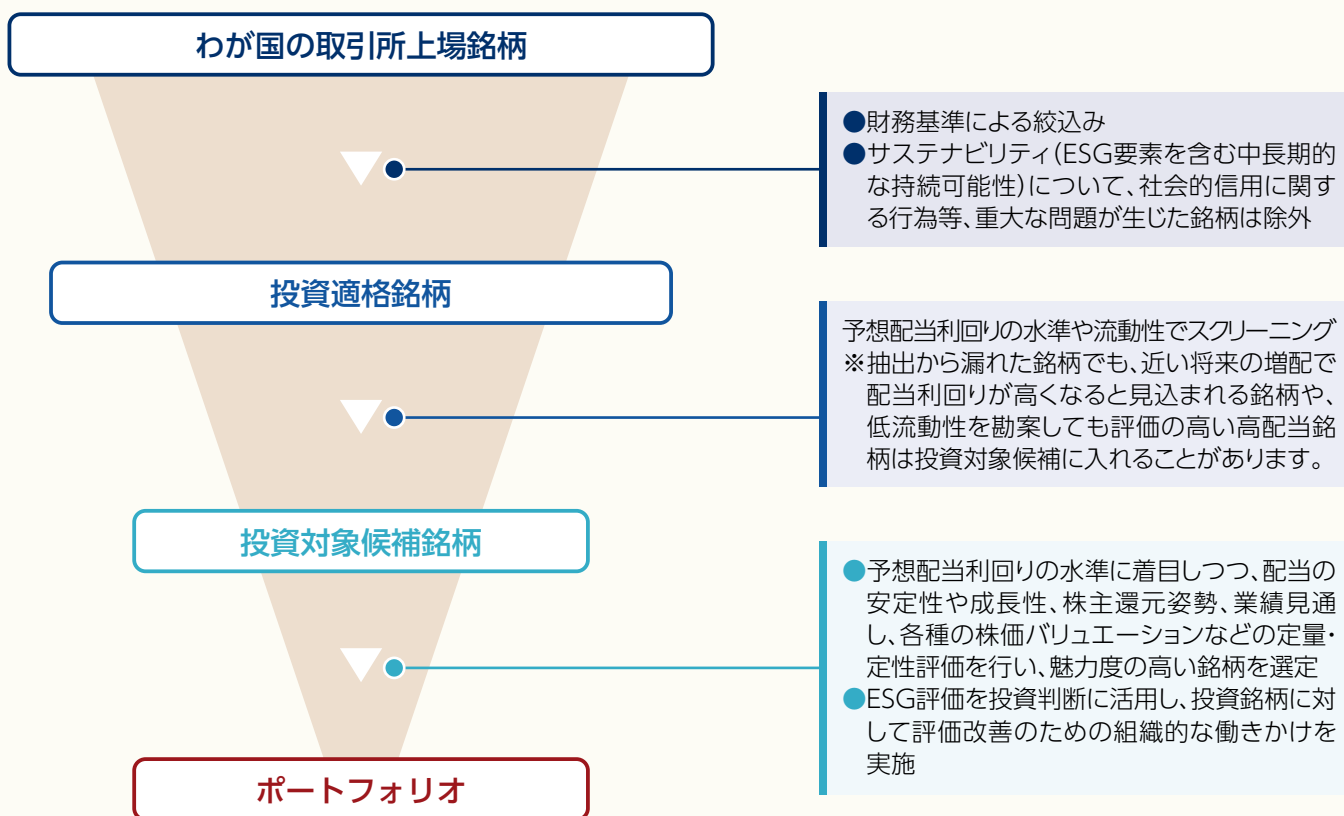 わが国の取引所上場銘柄
●財務基準による絞込み
●サステナビリティ(ESG要素を含む中長期的
な持続可能性)について、社会的信用に関す
る行為等、重大な問題が生じた銘柄は除外
投資適格銘柄
予想配当利回りの水準や流動性でスクリーニング
※抽出から漏れた銘柄でも、近い将来の増配で
配当利回りが高くなると見込まれる銘柄や、
低流動性を勘案しても評価の高い高配当銘
柄は投資対象候補に入れることがあります。
投資対象候補銘柄
●予想配当利回りの水準に着目しつつ、配当の
安定性や成長性、株主還元姿勢、業績見通
し、各種の株価バリュエーションなどの定量・
定性評価を行い、魅力度の高い銘柄を選定
●ESG評価を投資判断に活用し、投資銘柄に対
して評価改善のための組織的な働きかけを
実施
ポートフォリオ